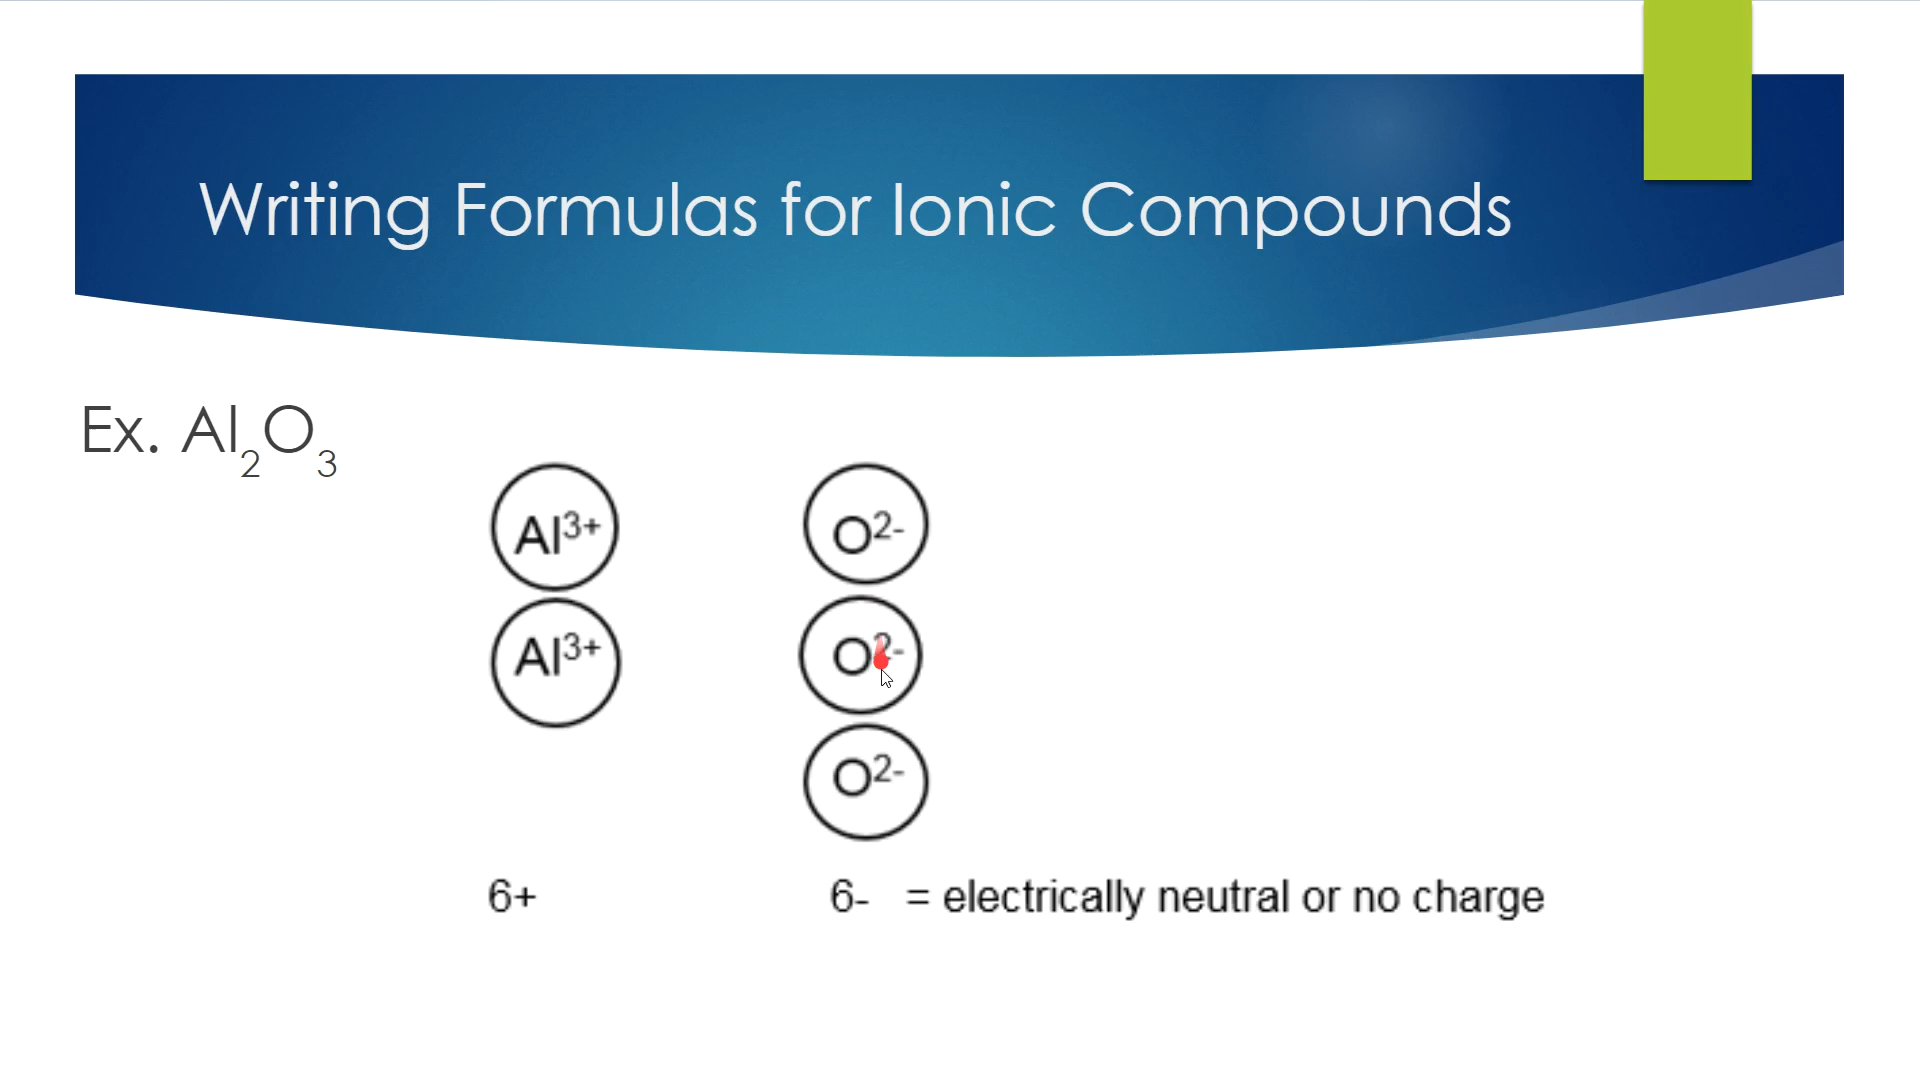 Writing Formulas for Ionic Compounds
Ex. Al₂O₃
Al³⁺ O²⁻
Al³⁺ O²⁻
O²⁻
6+ 6- = electrically neutral or no charge